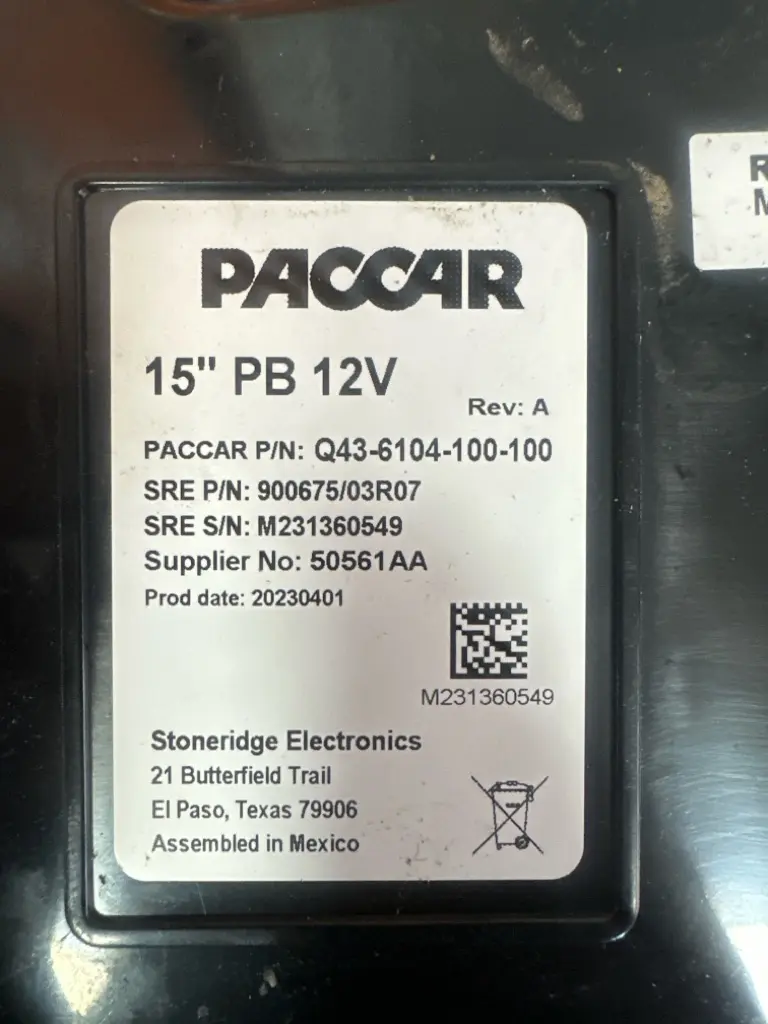 PACCAR
15" PB 12V
Rev: A
PACCAR P/N: Q43-6104-100-100
SRE P/N: 900675/03R07
SRE S/N: M231360549
Supplier No: 50561AA
Prod date: 20230401
M231360549
Stoneridge Electronics
21 Butterfield Trail
El Paso, Texas 79906
Assembled in Mexico